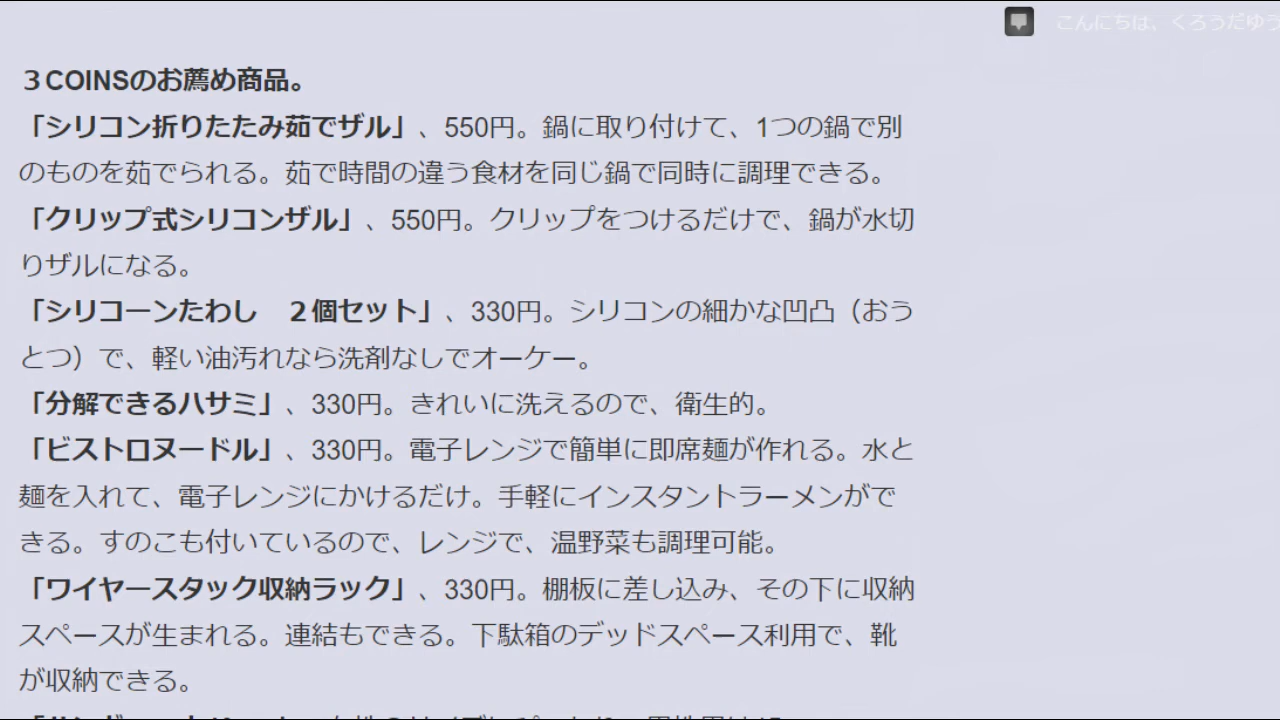 こんにちは、くろうだゆう
３COINSのお薦め商品。
「シリコン折りたたみ茹でザル」、550円。鍋に取り付けて、1つの鍋で別
のものを茹でられる。茹で時間の違う食材を同じ鍋で同時に調理できる。
「クリップ式シリコンザル」、550円。クリップをつけるだけで、鍋が水切
りザルになる。
「シリコーンたわし　２個セット」、330円。シリコンの細かな凹凸（おう
とつ）で、軽い油汚れなら洗剤なしでオーケー。
「分解できるハサミ」、330円。きれいに洗えるので、衛生的。
「ビストロヌードル」、330円。電子レンジで簡単に即席麺が作れる。水と
麺を入れて、電子レンジにかけるだけ。手軽にインスタントラーメンがで
きる。すのこも付いているので、レンジで、温野菜も調理可能。
「ワイヤースタック収納ラック」、330円。棚板に差し込み、その下に収納
スペースが生まれる。連結もできる。下駄箱のデッドスペース利用で、靴
が収納できる。